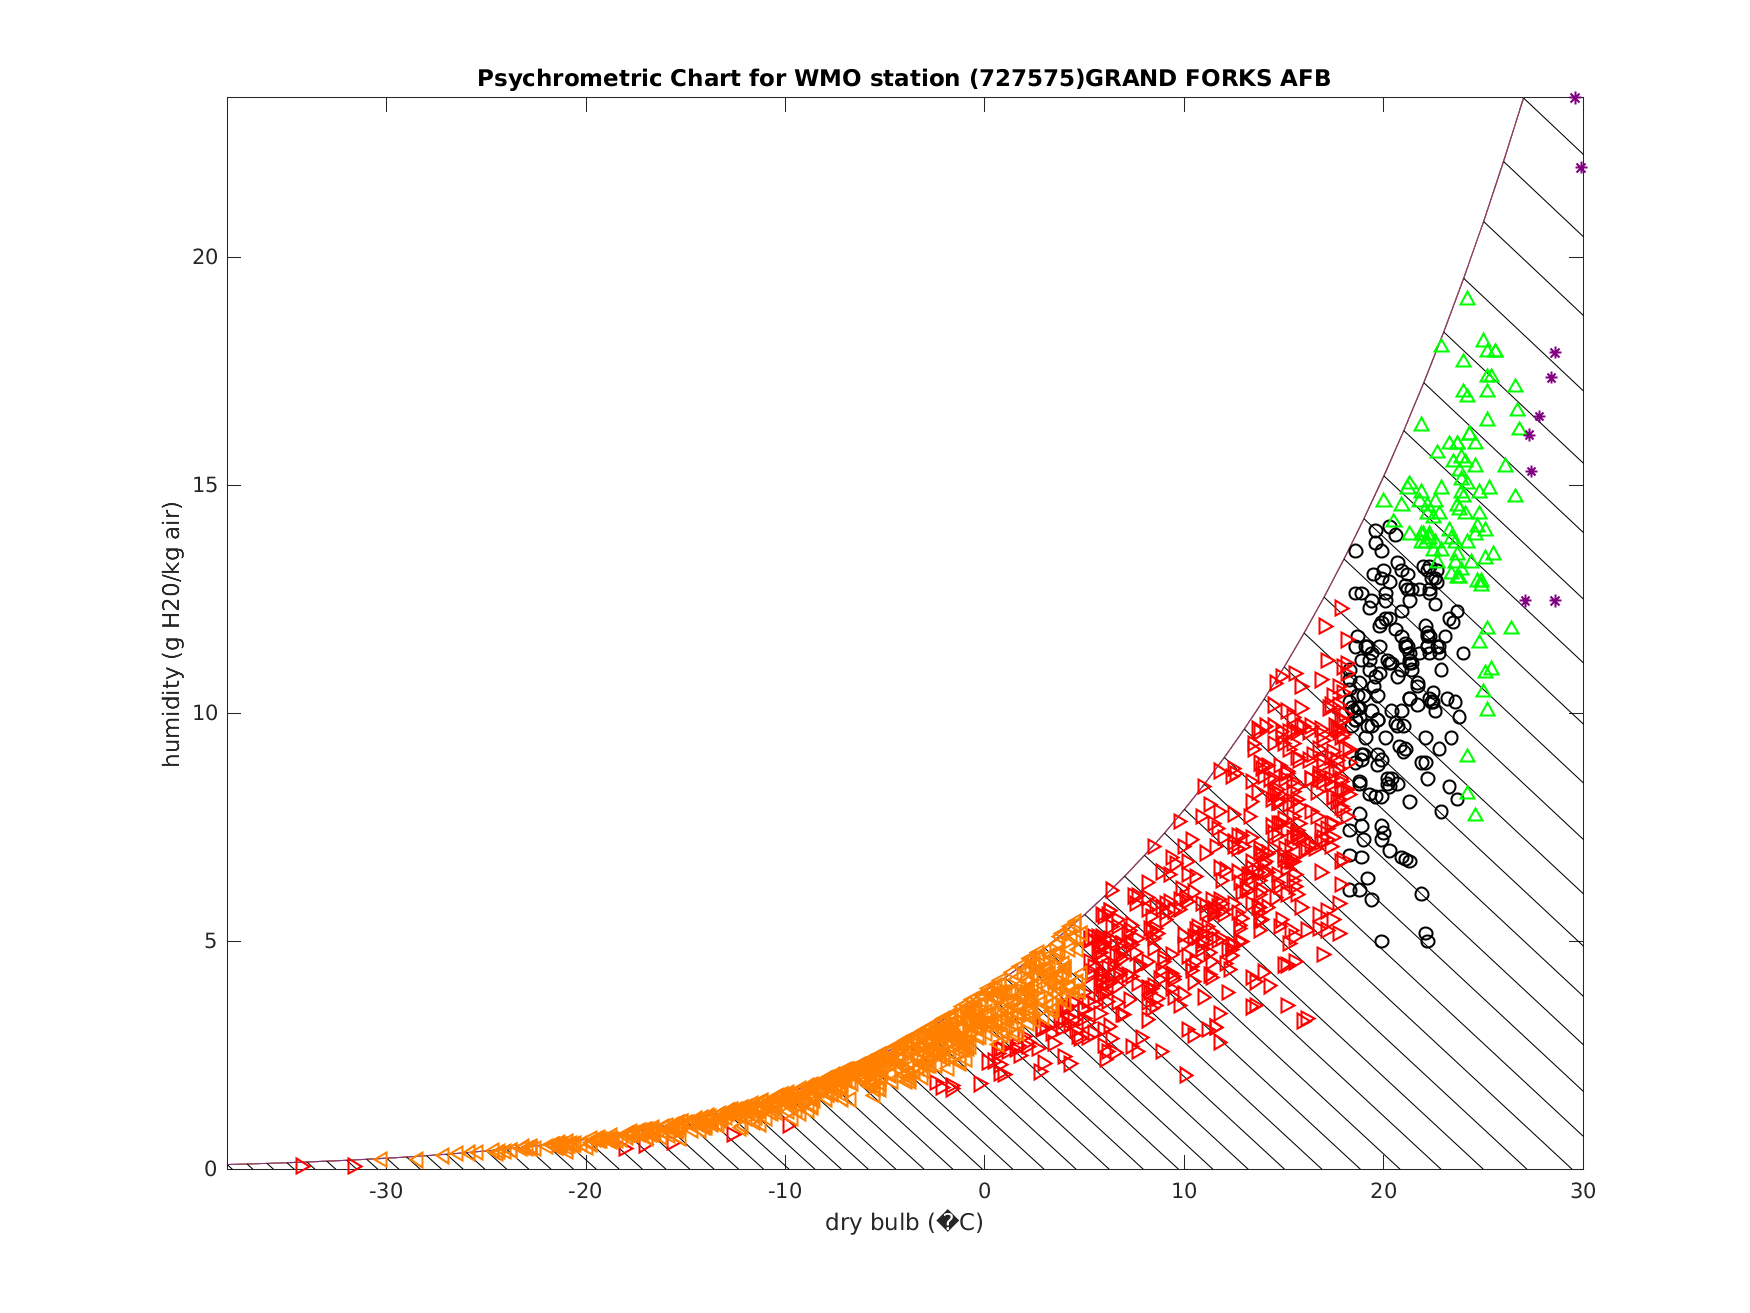 Psychrometric Chart for WMO station (727575)GRAND FORKS AFB
20
15
10
5
0
humidity (g H20/kg air)
-30 -20 -10 0 10 20 30
dry bulb (�C)